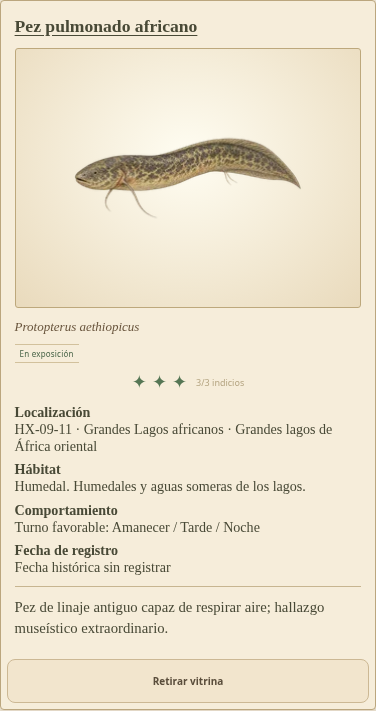 Pez pulmonado africano
Protopterus aethiopicus
En exposición
3/3 indicios
Localización
HX-09-11 · Grandes Lagos africanos · Grandes lagos de
África oriental
Hábitat
Humedal. Humedales y aguas someras de los lagos.
Comportamiento
Turno favorable: Amanecer / Tarde / Noche
Fecha de registro
Fecha histórica sin registrar
Pez de linaje antiguo capaz de respirar aire; hallazgo
museístico extraordinario.
Retirar vitrina